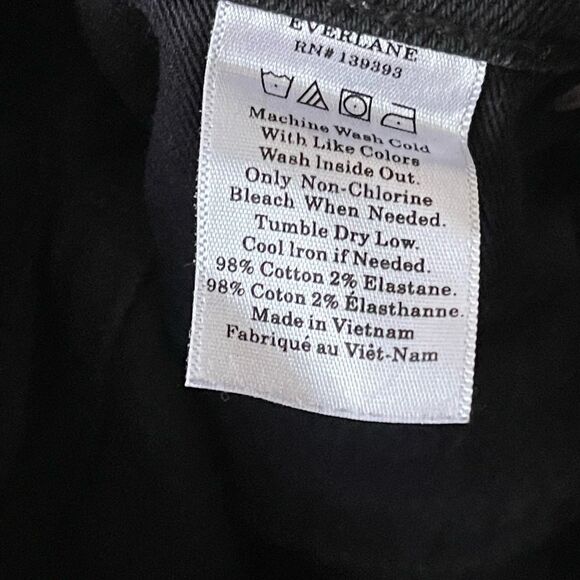 EVERLANE
RN# 139393
Machine Wash Cold
With Like Colors
Wash Inside Out.
Only Non-Chlorine
Bleach When Needed.
Tumble Dry Low.
Cool Iron if Needed.
98% Cotton 2% Elastane.
98% Coton 2% Élasthanne.
Made in Vietnam
Fabriqué au Viêt-Nam